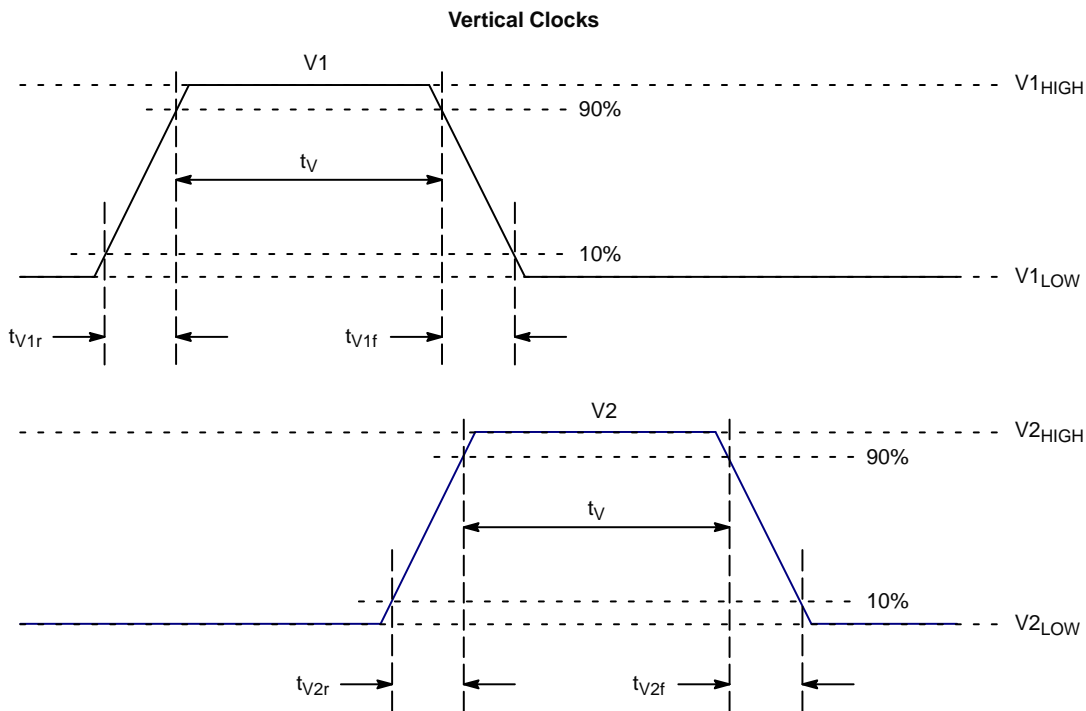 Vertical Clocks
V1
V1HIGH
90%
tV
10%
V1LOW
tV1r
tV1f
V2
V2HIGH
90%
tV
10%
V2LOW
tV2r
tV2f